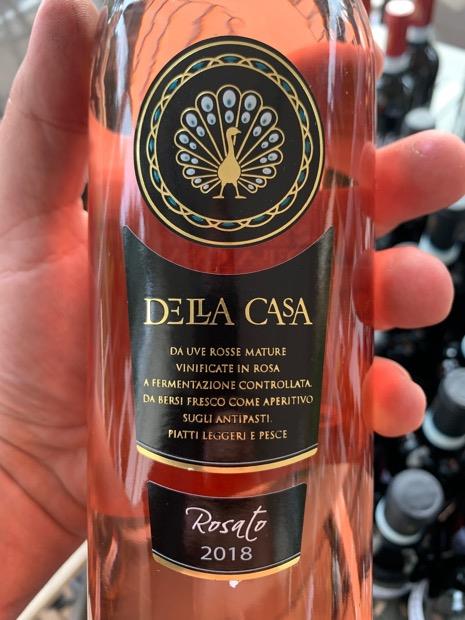 DELLA CASA
DA UVE ROSSE MATURE
VINIFICATE IN ROSA
A FERMENTAZIONE CONTROLLATA.
DA BERSI FRESCO COME APERITIVO
SUGLI ANTIPASTI.
PIATTI LEGGERI E PESCE
Rosato
2018